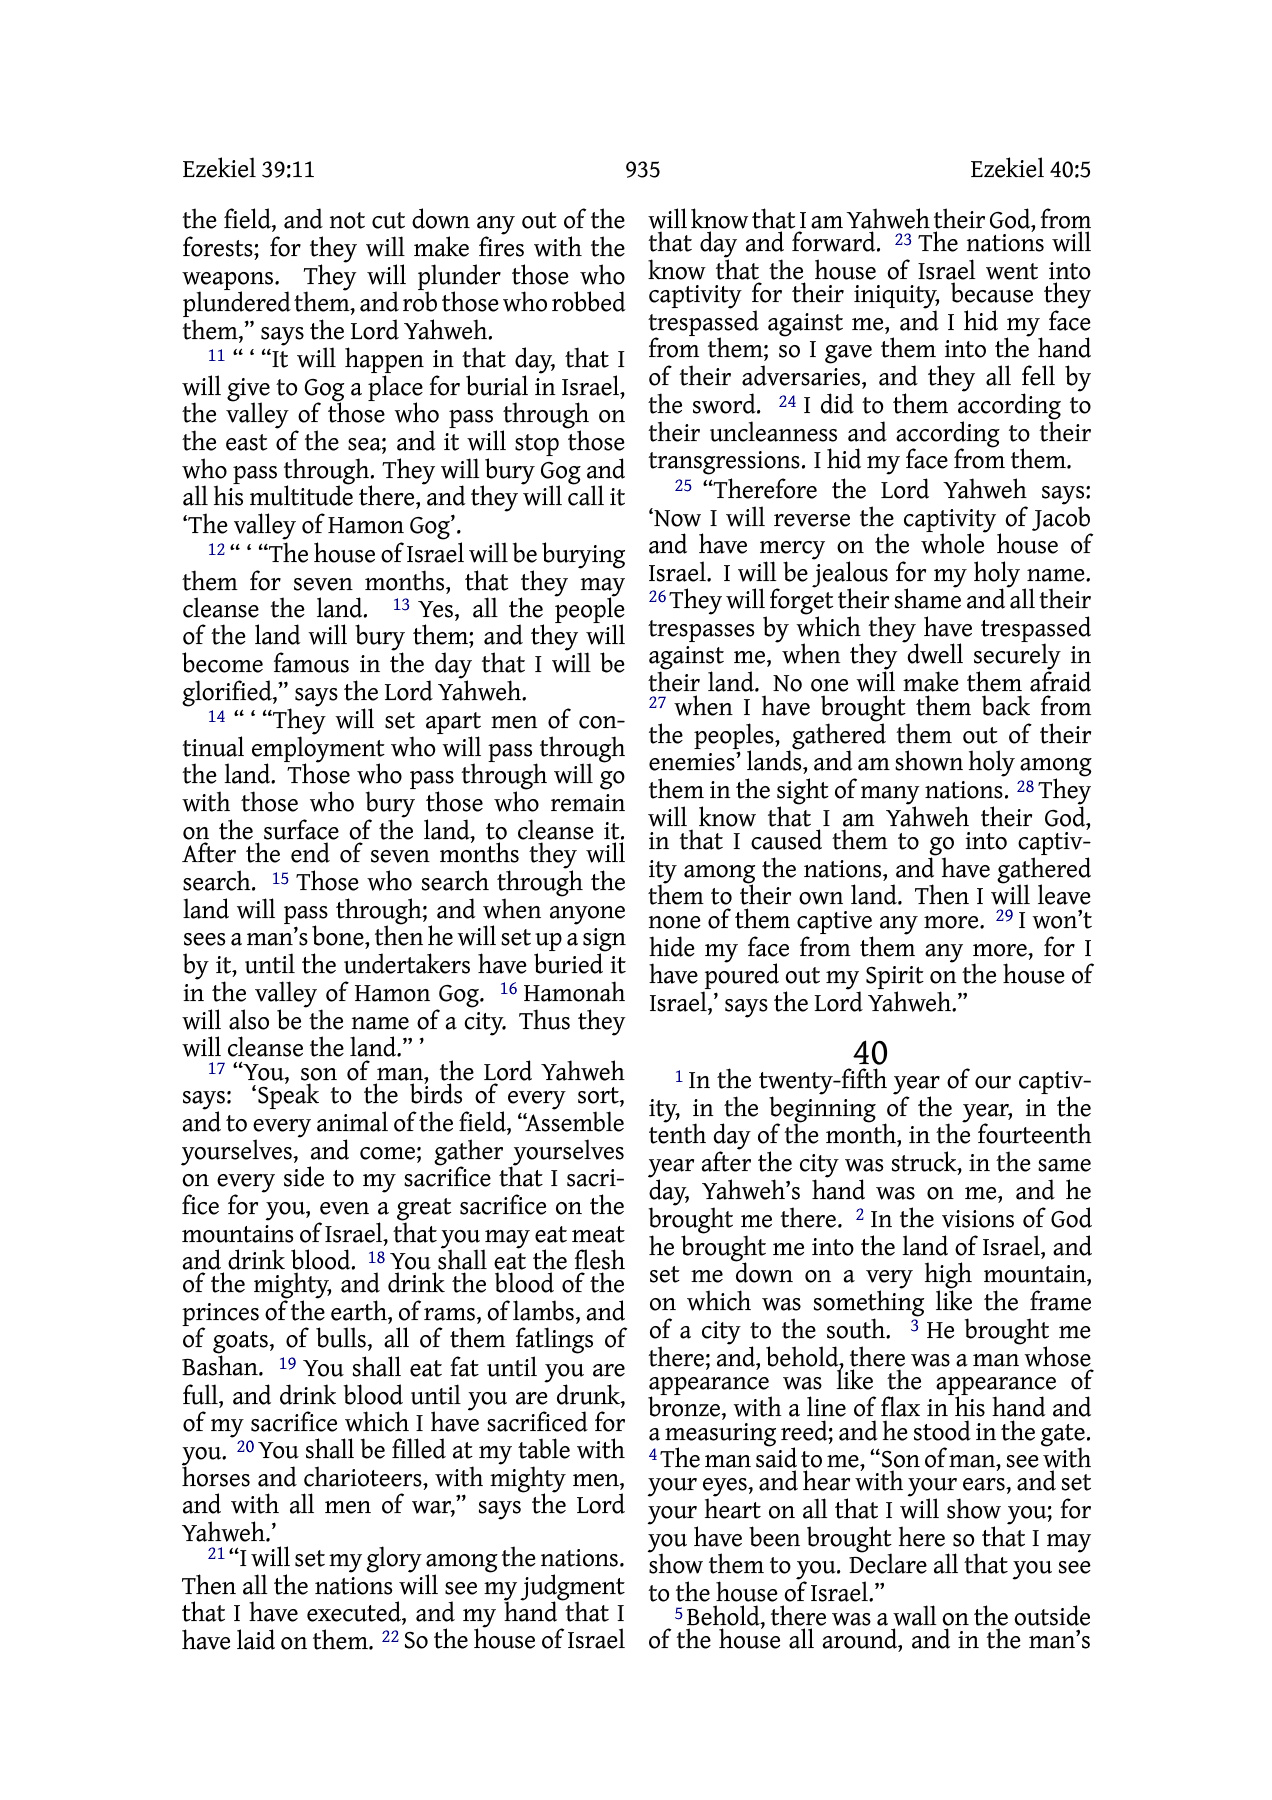 Ezekiel 39:11 935 Ezekiel 40:5
the field, and not cut down any out of the
forests; for they will make fires with the
weapons. They will plunder those who
plundered them, and rob those who robbed
them,” says the Lord Yahweh.
11 “ ‘ “It will happen in that day, that I
will give to Gog a place for burial in Israel,
the valley of those who pass through on
the east of the sea; and it will stop those
who pass through. They will bury Gog and
all his multitude there, and they will call it
‘The valley of Hamon Gog’.
12 “ ‘ “The house of Israel will be burying
them for seven months, that they may
cleanse the land. 13 Yes, all the people
of the land will bury them; and they will
become famous in the day that I will be
glorified,” says the Lord Yahweh.
14 “ ‘ “They will set apart men of con-
tinual employment who will pass through
the land. Those who pass through will go
with those who bury those who remain
on the surface of the land, to cleanse it.
After the end of seven months they will
search. 15 Those who search through the
land will pass through; and when anyone
sees a man’s bone, then he will set up a sign
by it, until the undertakers have buried it
in the valley of Hamon Gog. 16 Hamonah
will also be the name of a city. Thus they
will cleanse the land.” ’
17 “You, son of man, the Lord Yahweh
says: ‘Speak to the birds of every sort,
and to every animal of the field, “Assemble
yourselves, and come; gather yourselves
on every side to my sacrifice that I sacri-
fice for you, even a great sacrifice on the
mountains of Israel, that you may eat meat
and drink blood. 18 You shall eat the flesh
of the mighty, and drink the blood of the
princes of the earth, of rams, of lambs, and
of goats, of bulls, all of them fatlings of
Bashan. 19 You shall eat fat until you are
full, and drink blood until you are drunk,
of my sacrifice which I have sacrificed for
you. 20 You shall be filled at my table with
horses and charioteers, with mighty men,
and with all men of war,” says the Lord
Yahweh.’
21 “I will set my glory among the nations.
Then all the nations will see my judgment
that I have executed, and my hand that I
have laid on them. 22 So the house of Israel
will know that I am Yahweh their God, from
that day and forward. 23 The nations will
know that the house of Israel went into
captivity for their iniquity, because they
trespassed against me, and I hid my face
from them; so I gave them into the hand
of their adversaries, and they all fell by
the sword. 24 I did to them according to
their uncleanness and according to their
transgressions. I hid my face from them.
25 “Therefore the Lord Yahweh says:
‘Now I will reverse the captivity of Jacob
and have mercy on the whole house of
Israel. I will be jealous for my holy name.
26 They will forget their shame and all their
trespasses by which they have trespassed
against me, when they dwell securely in
their land. No one will make them afraid
27 when I have brought them back from
the peoples, gathered them out of their
enemies’ lands, and am shown holy among
them in the sight of many nations. 28 They
will know that I am Yahweh their God,
in that I caused them to go into captiv-
ity among the nations, and have gathered
them to their own land. Then I will leave
none of them captive any more. 29 I won’t
hide my face from them any more, for I
have poured out my Spirit on the house of
Israel,’ says the Lord Yahweh.”
40
1 In the twenty-fifth year of our captiv-
ity, in the beginning of the year, in the
tenth day of the month, in the fourteenth
year after the city was struck, in the same
day, Yahweh’s hand was on me, and he
brought me there. 2 In the visions of God
he brought me into the land of Israel, and
set me down on a very high mountain,
on which was something like the frame
of a city to the south. 3 He brought me
there; and, behold, there was a man whose
appearance was like the appearance of
bronze, with a line of flax in his hand and
a measuring reed; and he stood in the gate.
4 The man said to me, “Son of man, see with
your eyes, and hear with your ears, and set
your heart on all that I will show you; for
you have been brought here so that I may
show them to you. Declare all that you see
to the house of Israel.”
5 Behold, there was a wall on the outside
of the house all around, and in the man’s